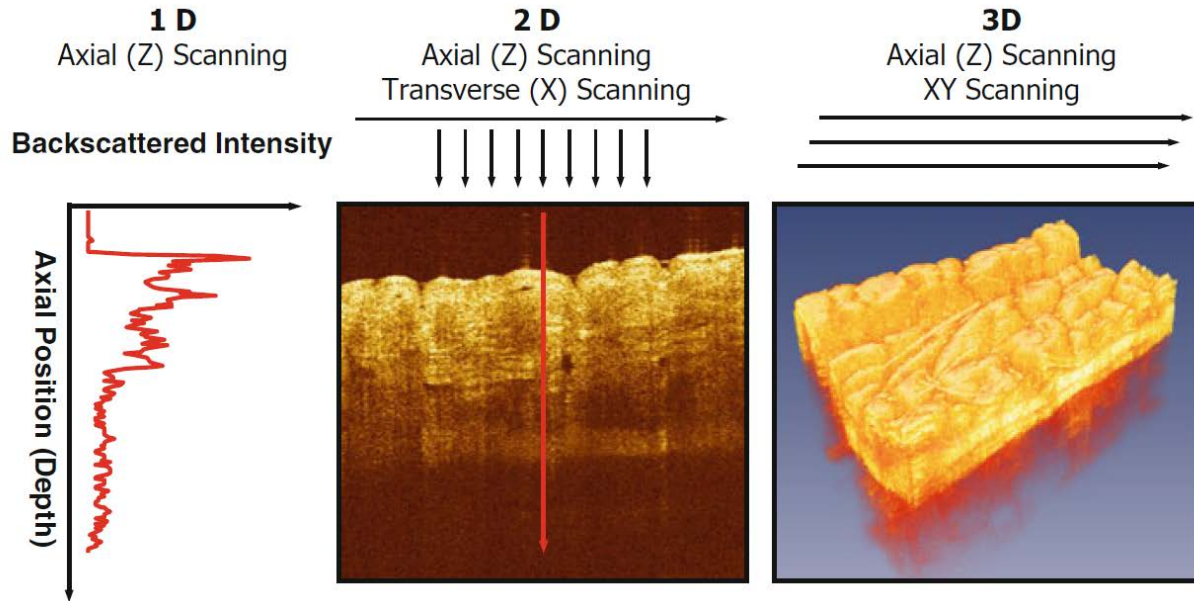 1 D
Axial (Z) Scanning
Backscattered Intensity
Axial Position (Depth)
2 D
Axial (Z) Scanning
Transverse (X) Scanning
3D
Axial (Z) Scanning
XY Scanning